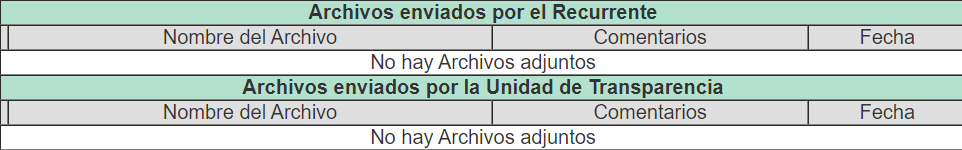 Archivos enviados por el Recurrente
Nombre del Archivo Comentarios Fecha
No hay Archivos adjuntos
Archivos enviados por la Unidad de Transparencia
Nombre del Archivo Comentarios Fecha
No hay Archivos adjuntos